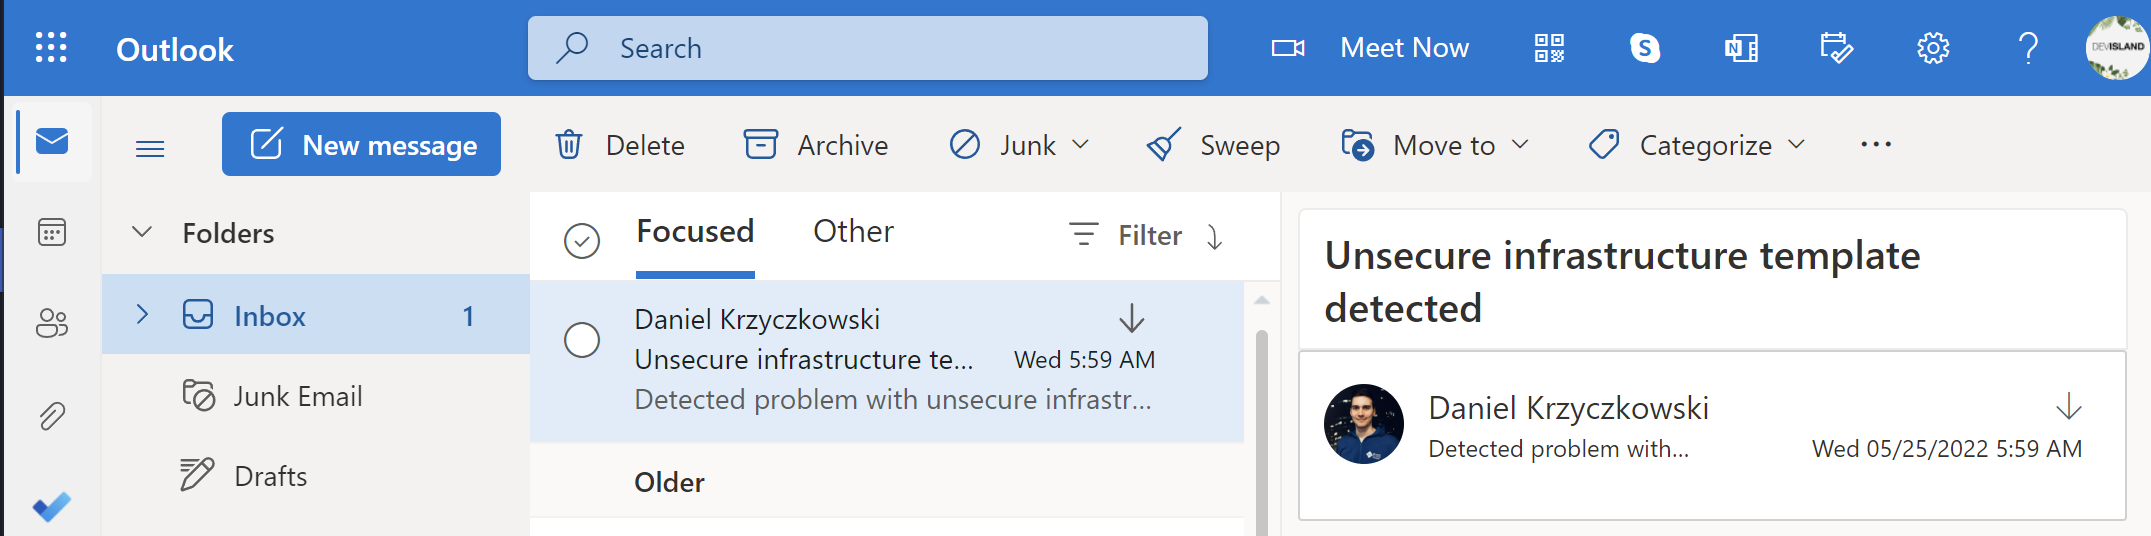 Outlook
Search
Meet Now
S
N
DEVISLAND
New message
Delete
Archive
Junk
Sweep
Move to
Categorize
...
Folders
Inbox 1
Junk Email
Drafts
Focused
Other
Filter
Daniel Krzyczkowski
Unsecure infrastructure te... Wed 5:59 AM
Detected problem with unsecure infrastr...
Older
Unsecure infrastructure template
detected
Daniel Krzyczkowski
Detected problem with... Wed 05/25/2022 5:59 AM